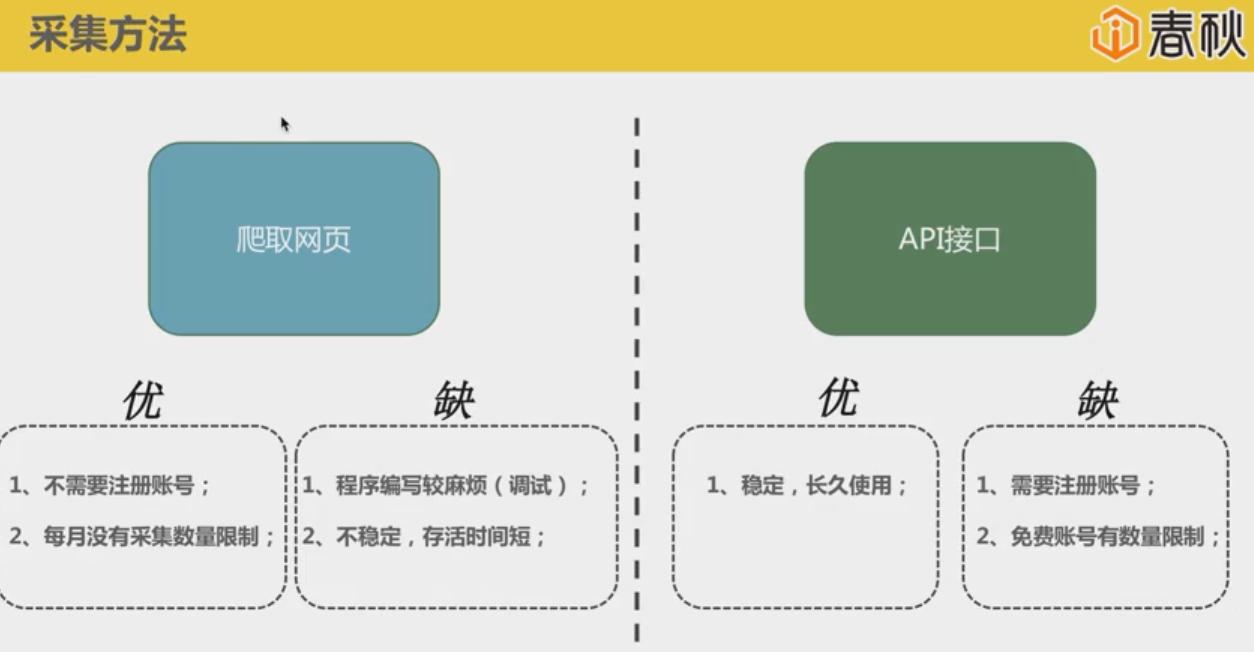 采集方法
春秋
爬取网页
API接口
优
缺
优
缺
1、不需要注册账号；
2、每月没有采集数量限制；
1、程序编写较麻烦（调试）；
2、不稳定，存活时间短；
1、稳定，长久使用；
1、需要注册账号；
2、免费账号有数量限制；